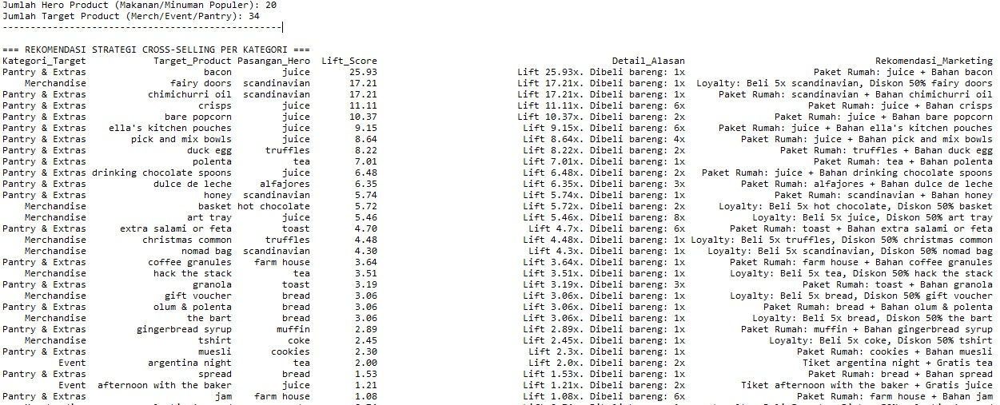 Jumlah Hero Product (Makanan/Minuman Populer): 20
Jumlah Target Product (Merch/Event/Pantry): 34
--------------------------------------------------
=== REKOMENDASI STRATEGI CROSS-SELLING PER KATEGORI ===
Kategori_Target Target_Product Pasangan_Hero Lift_Score Detail_Alasan Rekomendasi_Marketing
Pantry & Extras bacon juice 25.93 Lift 25.93x. Dibeli bareng: 1x Paket Rumah: juice + Bahan bacon
Merchandise fairy doors scandinavian 17.21 Lift 17.21x. Dibeli bareng: 1x Loyalty: Beli 5x scandinavian, Diskon 50% fairy doors
Pantry & Extras chimichurri oil scandinavian 17.21 Lift 17.21x. Dibeli bareng: 1x Paket Rumah: scandinavian + Bahan chimichurri oil
Pantry & Extras crisps juice 11.11 Lift 11.11x. Dibeli bareng: 6x Paket Rumah: juice + Bahan crisps
Pantry & Extras bare popcorn juice 10.37 Lift 10.37x. Dibeli bareng: 2x Paket Rumah: juice + Bahan bare popcorn
Pantry & Extras ella's kitchen pouches juice 9.15 Lift 9.15x. Dibeli bareng: 6x Paket Rumah: juice + Bahan ella's kitchen pouches
Pantry & Extras pick and mix bowls juice 8.64 Lift 8.64x. Dibeli bareng: 4x Paket Rumah: juice + Bahan pick and mix bowls
Pantry & Extras duck egg truffles 8.22 Lift 8.22x. Dibeli bareng: 2x Paket Rumah: truffles + Bahan duck egg
Pantry & Extras polenta tea 7.01 Lift 7.01x. Dibeli bareng: 1x Paket Rumah: tea + Bahan polenta
Pantry & Extras drinking chocolate spoons juice 6.48 Lift 6.48x. Dibeli bareng: 2x Paket Rumah: juice + Bahan drinking chocolate spoons
Pantry & Extras dulce de leche alfajores 6.35 Lift 6.35x. Dibeli bareng: 3x Paket Rumah: alfajores + Bahan dulce de leche
Pantry & Extras honey scandinavian 5.74 Lift 5.74x. Dibeli bareng: 1x Paket Rumah: scandinavian + Bahan honey
Merchandise basket hot chocolate 5.72 Lift 5.72x. Dibeli bareng: 2x Loyalty: Beli 5x hot chocolate, Diskon 50% basket
Merchandise art tray juice 5.46 Lift 5.46x. Dibeli bareng: 8x Loyalty: Beli 5x juice, Diskon 50% art tray
Pantry & Extras extra salami or feta toast 4.70 Lift 4.7x. Dibeli bareng: 6x Paket Rumah: toast + Bahan extra salami or feta
Merchandise christmas common truffles 4.48 Lift 4.48x. Dibeli bareng: 1x Loyalty: Beli 5x truffles, Diskon 50% christmas common
Merchandise nomad bag scandinavian 4.30 Lift 4.3x. Dibeli bareng: 1x Loyalty: Beli 5x scandinavian, Diskon 50% nomad bag
Pantry & Extras coffee granules farm house 3.64 Lift 3.64x. Dibeli bareng: 1x Paket Rumah: farm house + Bahan coffee granules
Merchandise hack the stack tea 3.51 Lift 3.51x. Dibeli bareng: 1x Loyalty: Beli 5x tea, Diskon 50% hack the stack
Pantry & Extras granola toast 3.19 Lift 3.19x. Dibeli bareng: 3x Paket Rumah: toast + Bahan granola
Merchandise gift voucher bread 3.06 Lift 3.06x. Dibeli bareng: 1x Loyalty: Beli 5x bread, Diskon 50% gift voucher
Pantry & Extras olum & polenta bread 3.06 Lift 3.06x. Dibeli bareng: 1x Paket Rumah: bread + Bahan olum & polenta
Merchandise the bart bread 3.06 Lift 3.06x. Dibeli bareng: 1x Loyalty: Beli 5x bread, Diskon 50% the bart
Pantry & Extras gingerbread syrup muffin 2.89 Lift 2.89x. Dibeli bareng: 1x Paket Rumah: muffin + Bahan gingerbread syrup
Merchandise tshirt coke 2.45 Lift 2.45x. Dibeli bareng: 1x Loyalty: Beli 5x coke, Diskon 50% tshirt
Pantry & Extras muesli cookies 2.30 Lift 2.3x. Dibeli bareng: 1x Paket Rumah: cookies + Bahan muesli
Event argentina night tea 2.00 Lift 2.0x. Dibeli bareng: 2x Tiket argentina night + Gratis tea
Pantry & Extras spread bread 1.53 Lift 1.53x. Dibeli bareng: 1x Paket Rumah: bread + Bahan spread
Event afternoon with the baker juice 1.21 Lift 1.21x. Dibeli bareng: 2x Tiket afternoon with the baker + Gratis juice
Pantry & Extras jam farm house 1.08 Lift 1.08x. Dibeli bareng: 6x Paket Rumah: farm house + Bahan jam